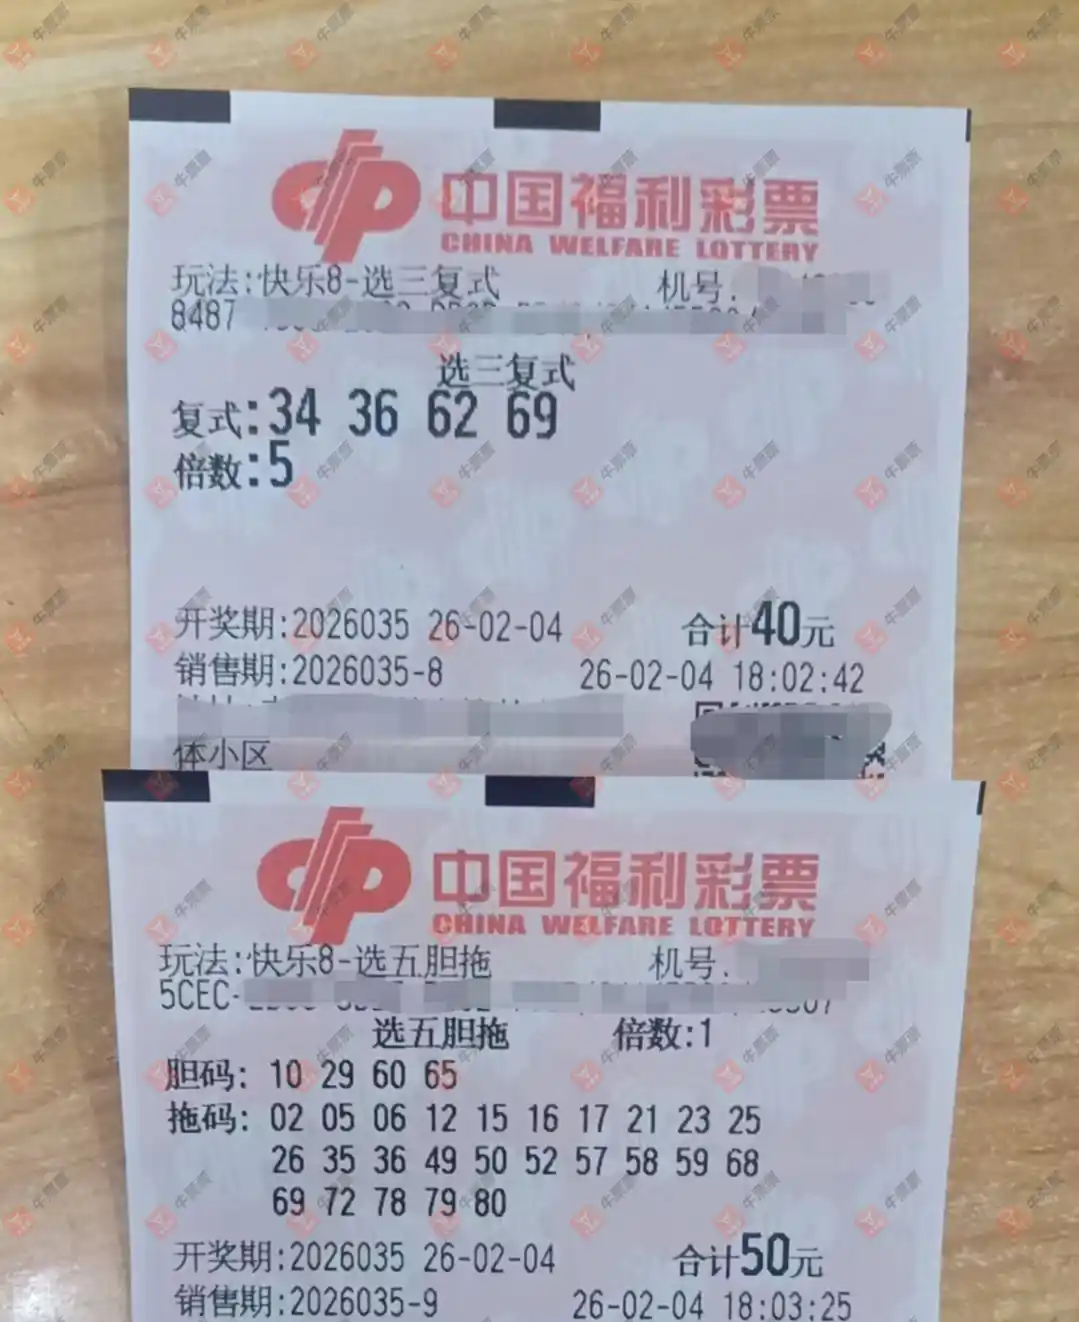 中国福利彩票
CHINA WELFARE LOTTERY
玩法:快乐8-选三复式 机号:
8487
选三复式
复式:34 36 62 69
倍数:5
开奖期:2026035 26-02-04 合计40元
销售期:2026035-8 26-02-04 18:02:42
体小区
中国福利彩票
CHINA WELFARE LOTTERY
玩法:快乐8-选五胆拖 机号:
5CEC-
选五胆拖 倍数:1
胆码: 10 29 60 65
拖码: 02 05 06 12 15 16 17 21 23 25
26 35 36 49 50 52 57 58 59 68
69 72 78 79 80
开奖期:2026035 26-02-04 合计50元
销售期:2026035-9 26-02-04 18:03:25
牛票票